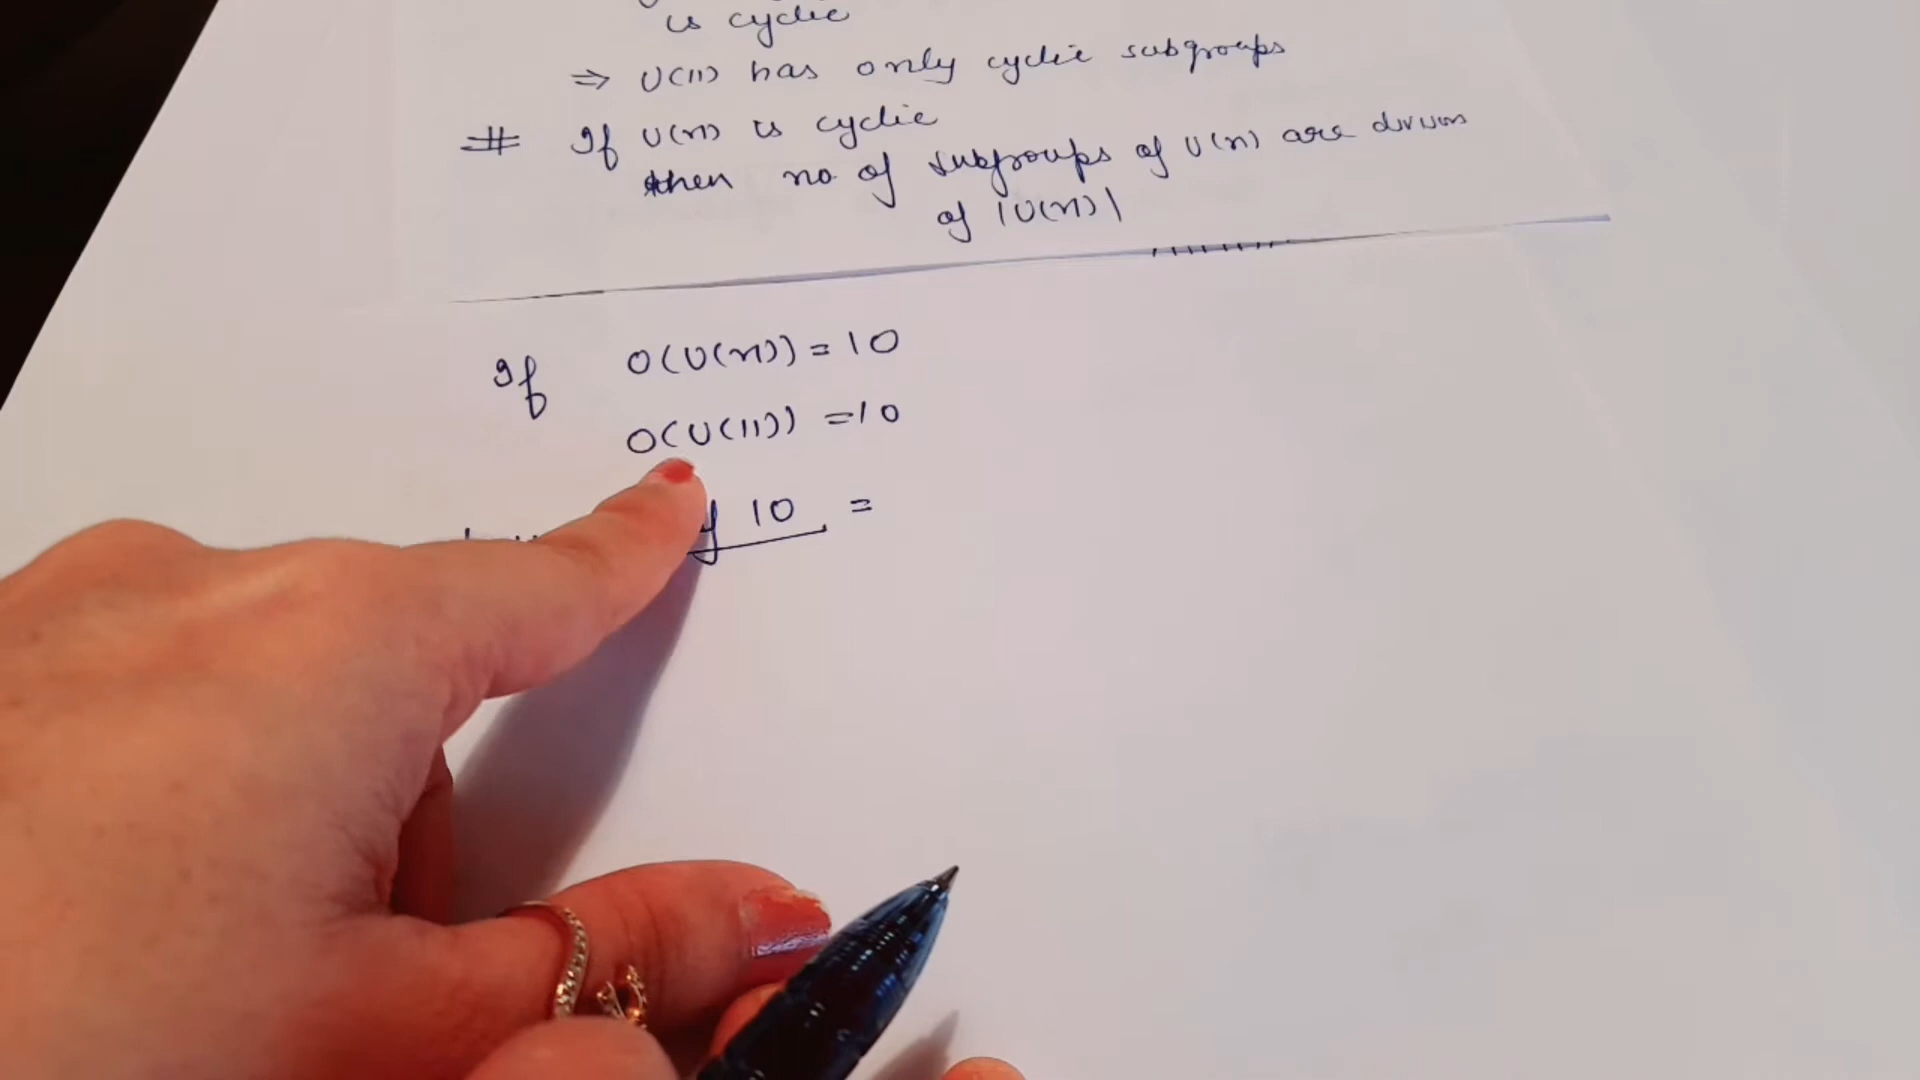 is cyclic
⇒ U(11) has only cyclic subgroups
# If U(n) is cyclic
then no of subgroups of U(n) are divisors
of |U(n)|
If O(U(n)) = 10
O(U(11)) = 10
10 =